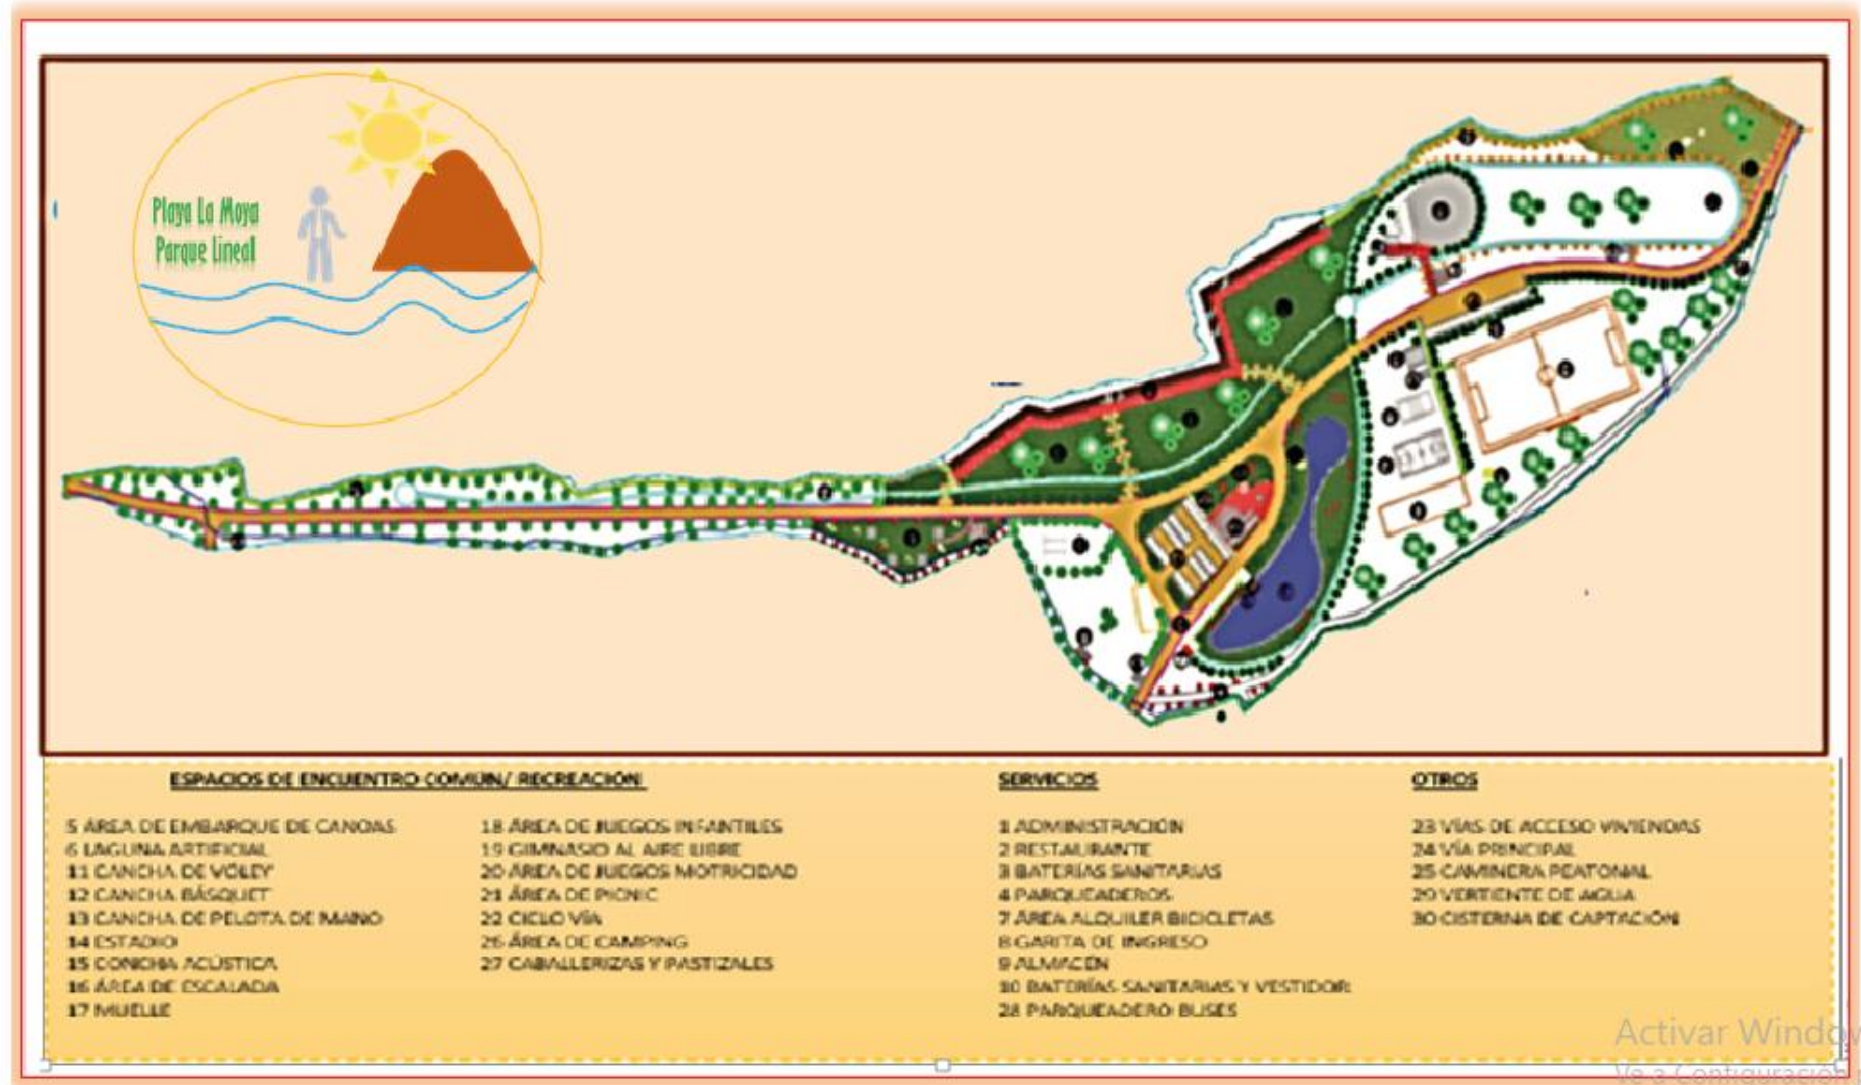 Playa La Moya
Parque Lineal
ESPACIOS DE ENCUENTRO COMÚN/ RECREACIÓN
5 ÁREA DE EMBARQUE DE CANOAS
6 LAGUNA ARTIFICIAL
11 CANCHA DE VÓLEY
12 CANCHA BÁSQUET
13 CANCHA DE PELOTA DE MANO
14 ESTADIO
15 CONCHA ACÚSTICA
16 ÁREA DE ESCALADA
17 MUELLE
18 ÁREA DE JUEGOS INFANTILES
19 GIMNASIO AL AIRE LIBRE
20 ÁREA DE JUEGOS MOTRICIDAD
21 ÁREA DE PICNIC
22 CICLO VÍA
26 ÁREA DE CAMPING
27 CABALLERIZAS Y PASTIZALES
SERVICIOS
1 ADMINISTRACIÓN
2 RESTAURANTE
3 BATERÍAS SANITARIAS
4 PARQUEADEROS
7 ÁREA ALQUILER BICICLETAS
8 GARITA DE INGRESO
9 ALMACÉN
10 BATERÍAS SANITARIAS Y VESTIDOR
28 PARQUEADERO BUSES
OTROS
23 VÍAS DE ACCESO VIVIENDAS
24 VÍA PRINCIPAL
25 CAMINERA PEATONAL
29 VERTIENTE DE AGUA
30 CISTERNA DE CAPTACIÓN
Activar Window
Ve a Configuración